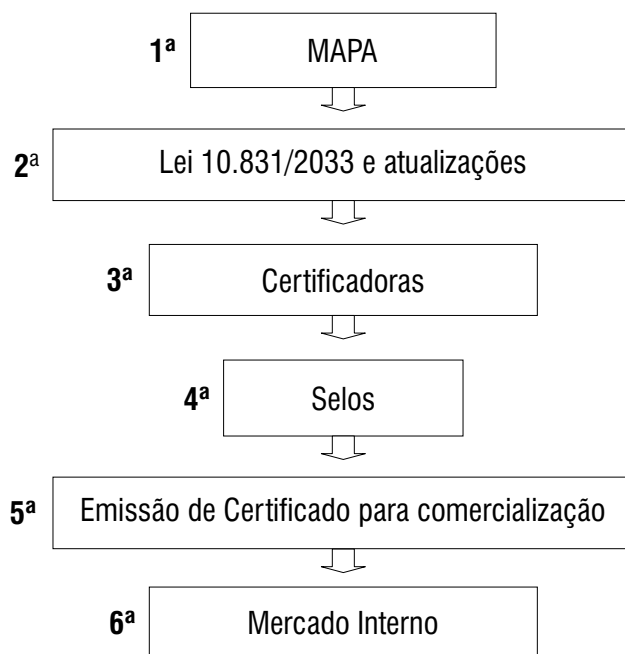 1ª MAPA
2ª Lei 10.831/2033 e atualizações
3ª Certificadoras
4ª Selos
5ª Emissão de Certificado para comercialização
6ª Mercado Interno